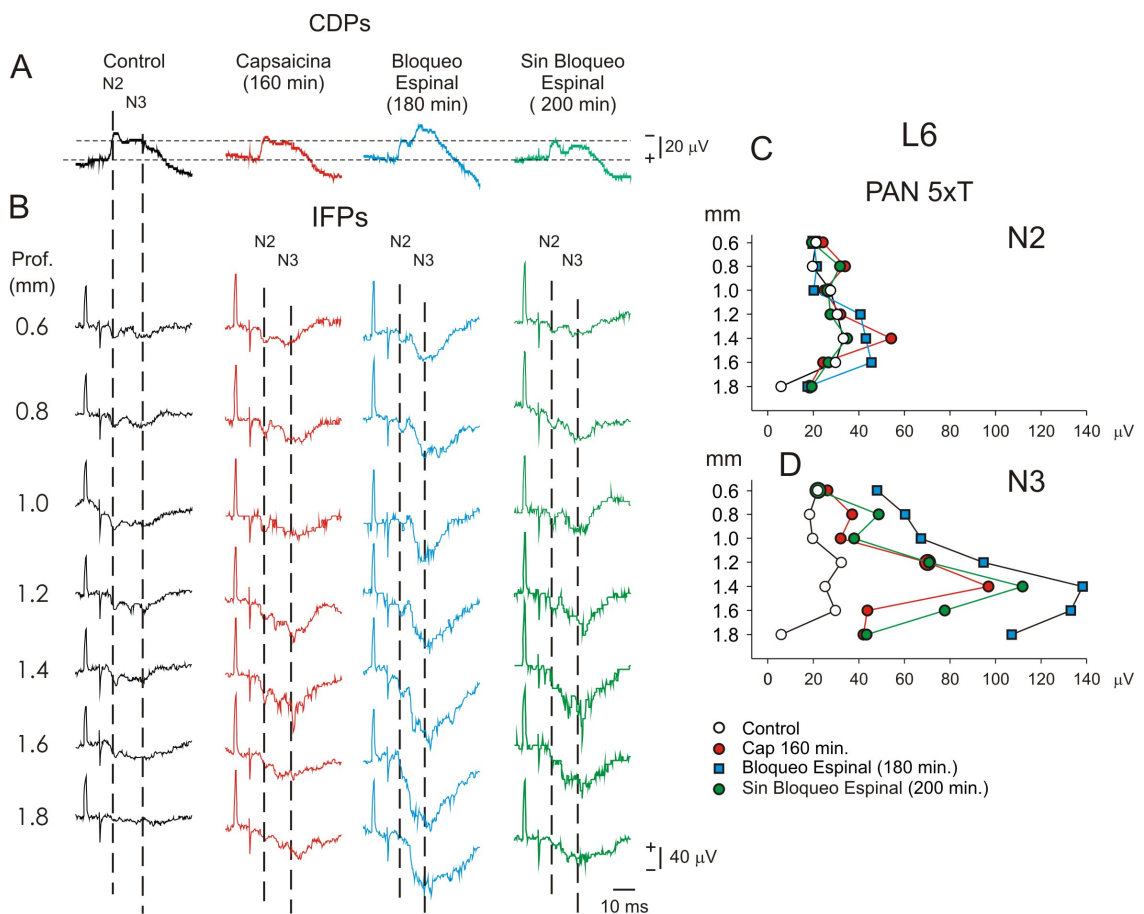 CDPs
A
Control
N2
N3
Capsaicina
(160 min)
Bloqueo
Espinal
(180 min)
Sin Bloqueo
Espinal
( 200 min)
−
+
20 µV
B
IFPs
Prof.
(mm)
N2
N3
N2
N3
N2
N3
0.6
0.8
1.0
1.2
1.4
1.6
1.8
+
−
40 µV
10 ms
C
L6
PAN 5xT
mm
N2
0.6
0.8
1.0
1.2
1.4
1.6
1.8
0 20 40 60 80 100 120 140 µV
mm
D
N3
0.6
0.8
1.0
1.2
1.4
1.6
1.8
0 20 40 60 80 100 120 140 µV
Control
Cap 160 min.
Bloqueo Espinal (180 min.)
Sin Bloqueo Espinal (200 min.)